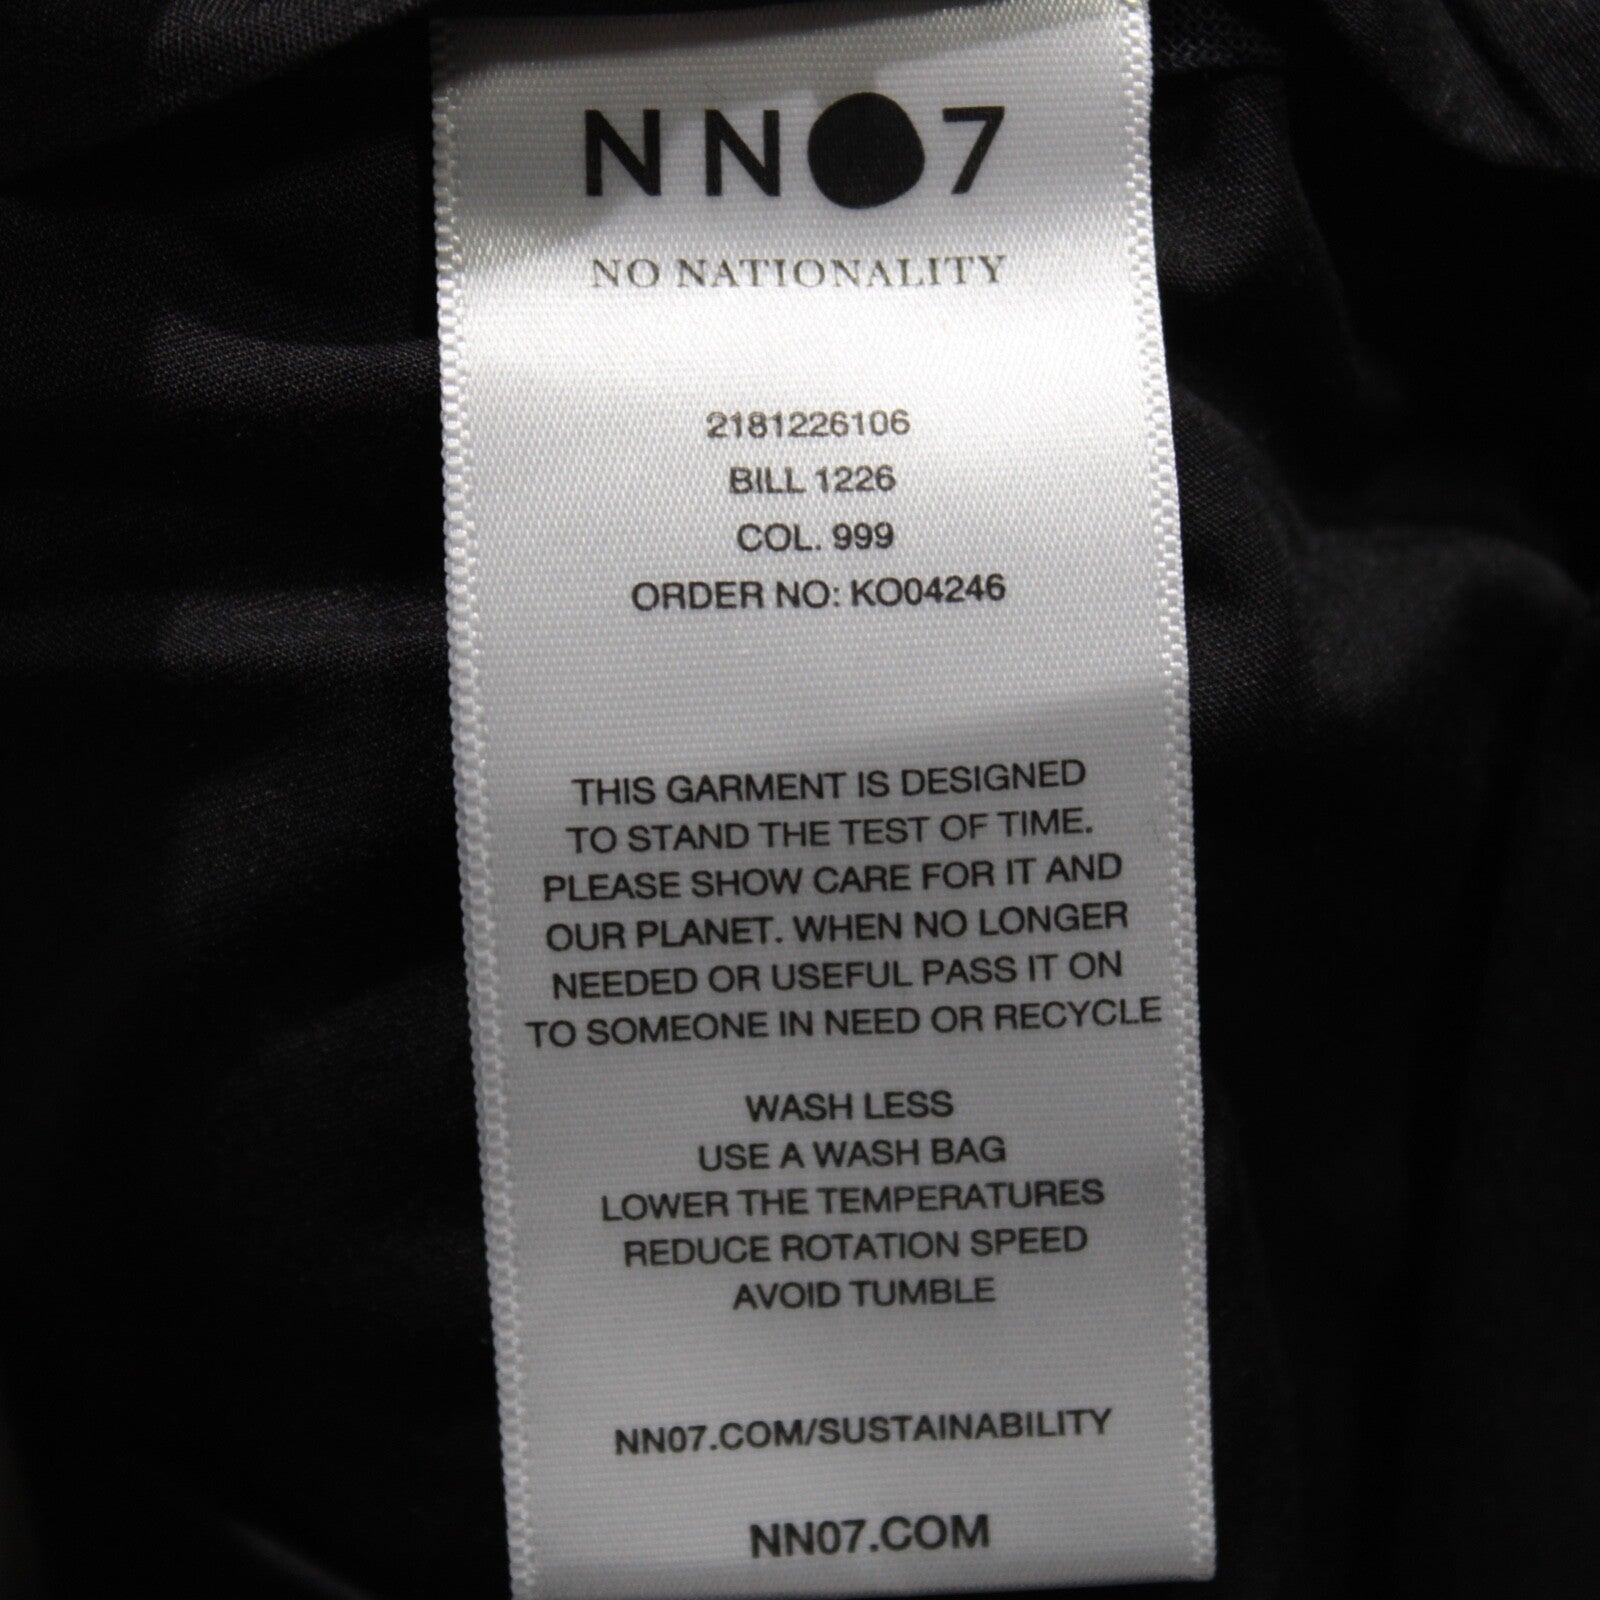 NN07
NO NATIONALITY
2181226106
BILL 1226
COL. 999
ORDER NO: KO04246
THIS GARMENT IS DESIGNED
TO STAND THE TEST OF TIME.
PLEASE SHOW CARE FOR IT AND
OUR PLANET. WHEN NO LONGER
NEEDED OR USEFUL PASS IT ON
TO SOMEONE IN NEED OR RECYCLE
WASH LESS
USE A WASH BAG
LOWER THE TEMPERATURES
REDUCE ROTATION SPEED
AVOID TUMBLE
NN07.COM/SUSTAINABILITY
NN07.COM